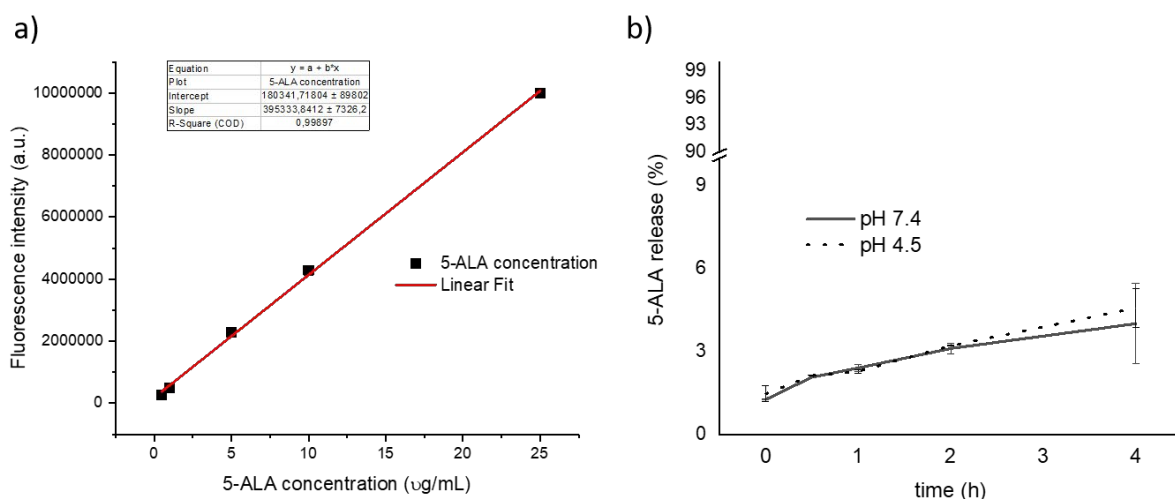 a)
Equation y = a + b*x
Plot 5-ALA concentration
Intercept 180341,71804 ± 89802
Slope 395333,8412 ± 7326,2
R-Square (COD) 0,99897
10000000
8000000
6000000
4000000
2000000
0
Fluorescence intensity (a.u.)
5-ALA concentration
Linear Fit
0 5 10 15 20 25
5-ALA concentration (υg/mL)
b)
99
96
93
90
9
6
3
0
5-ALA release (%)
pH 7.4
pH 4.5
0 1 2 3 4
time (h)